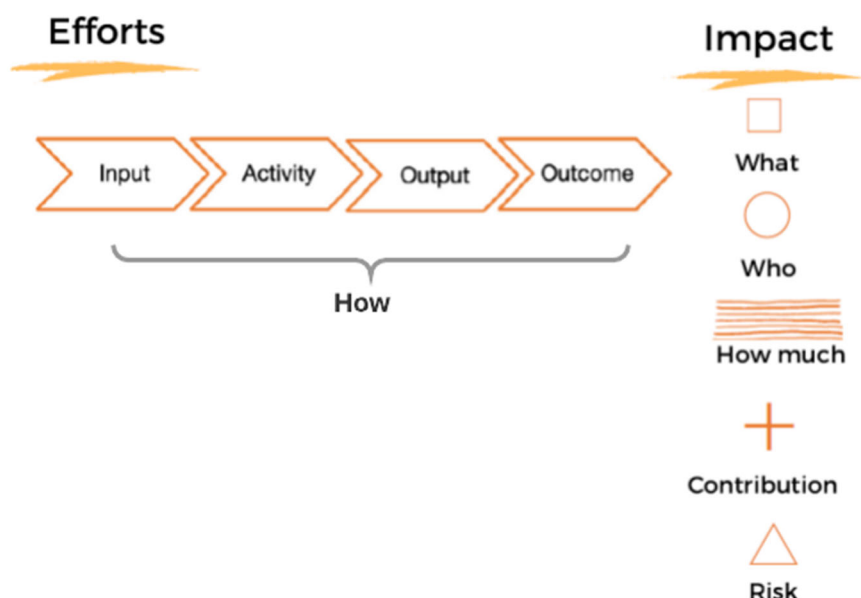 Efforts
Impact
Input
Activity
Output
Outcome
How
What
Who
How much
Contribution
Risk